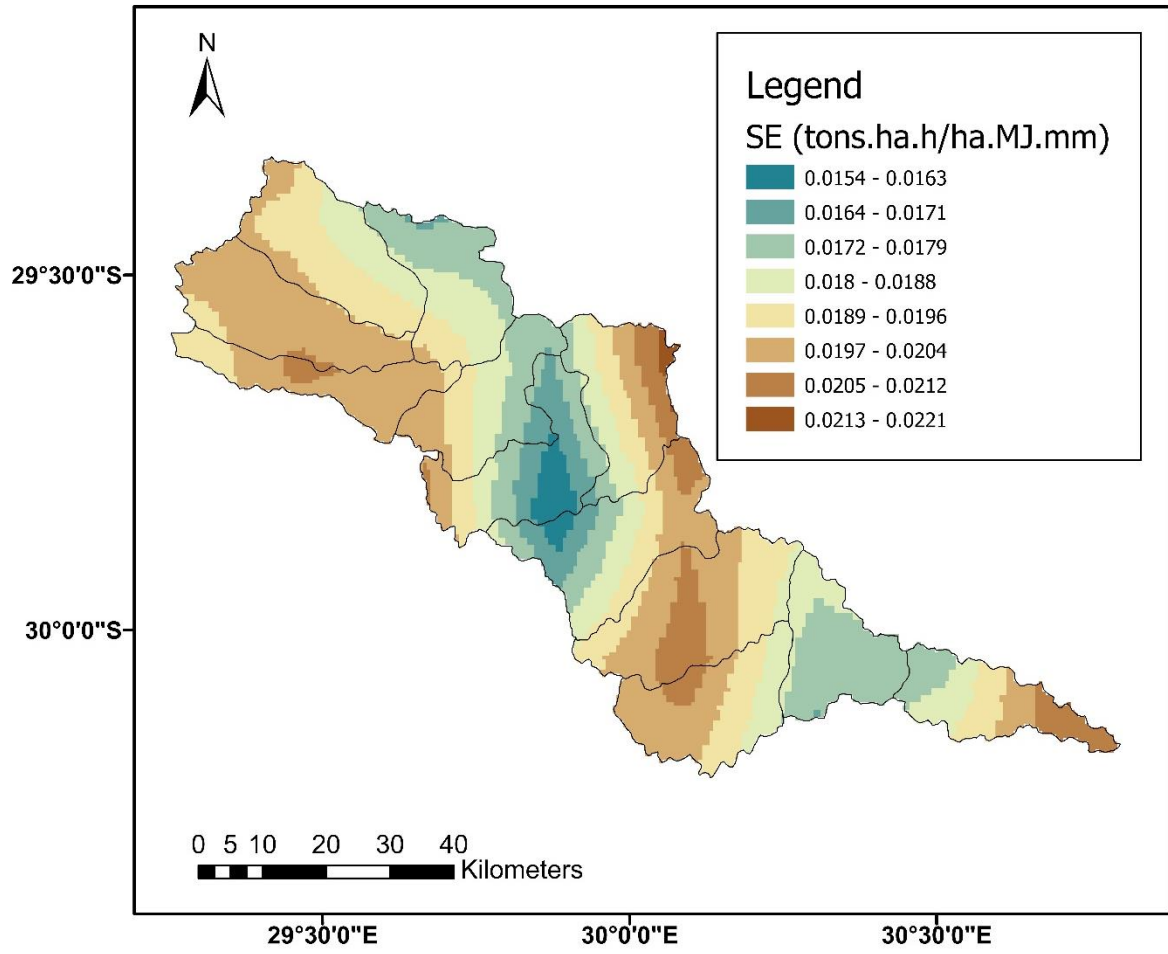 N
Legend
SE (tons.ha.h/ha.MJ.mm)
0.0154 - 0.0163
0.0164 - 0.0171
0.0172 - 0.0179
0.018 - 0.0188
0.0189 - 0.0196
0.0197 - 0.0204
0.0205 - 0.0212
0.0213 - 0.0221
29°30'0"S
30°0'0"S
0 5 10 20 30 40
Kilometers
29°30'0"E 30°0'0"E 30°30'0"E